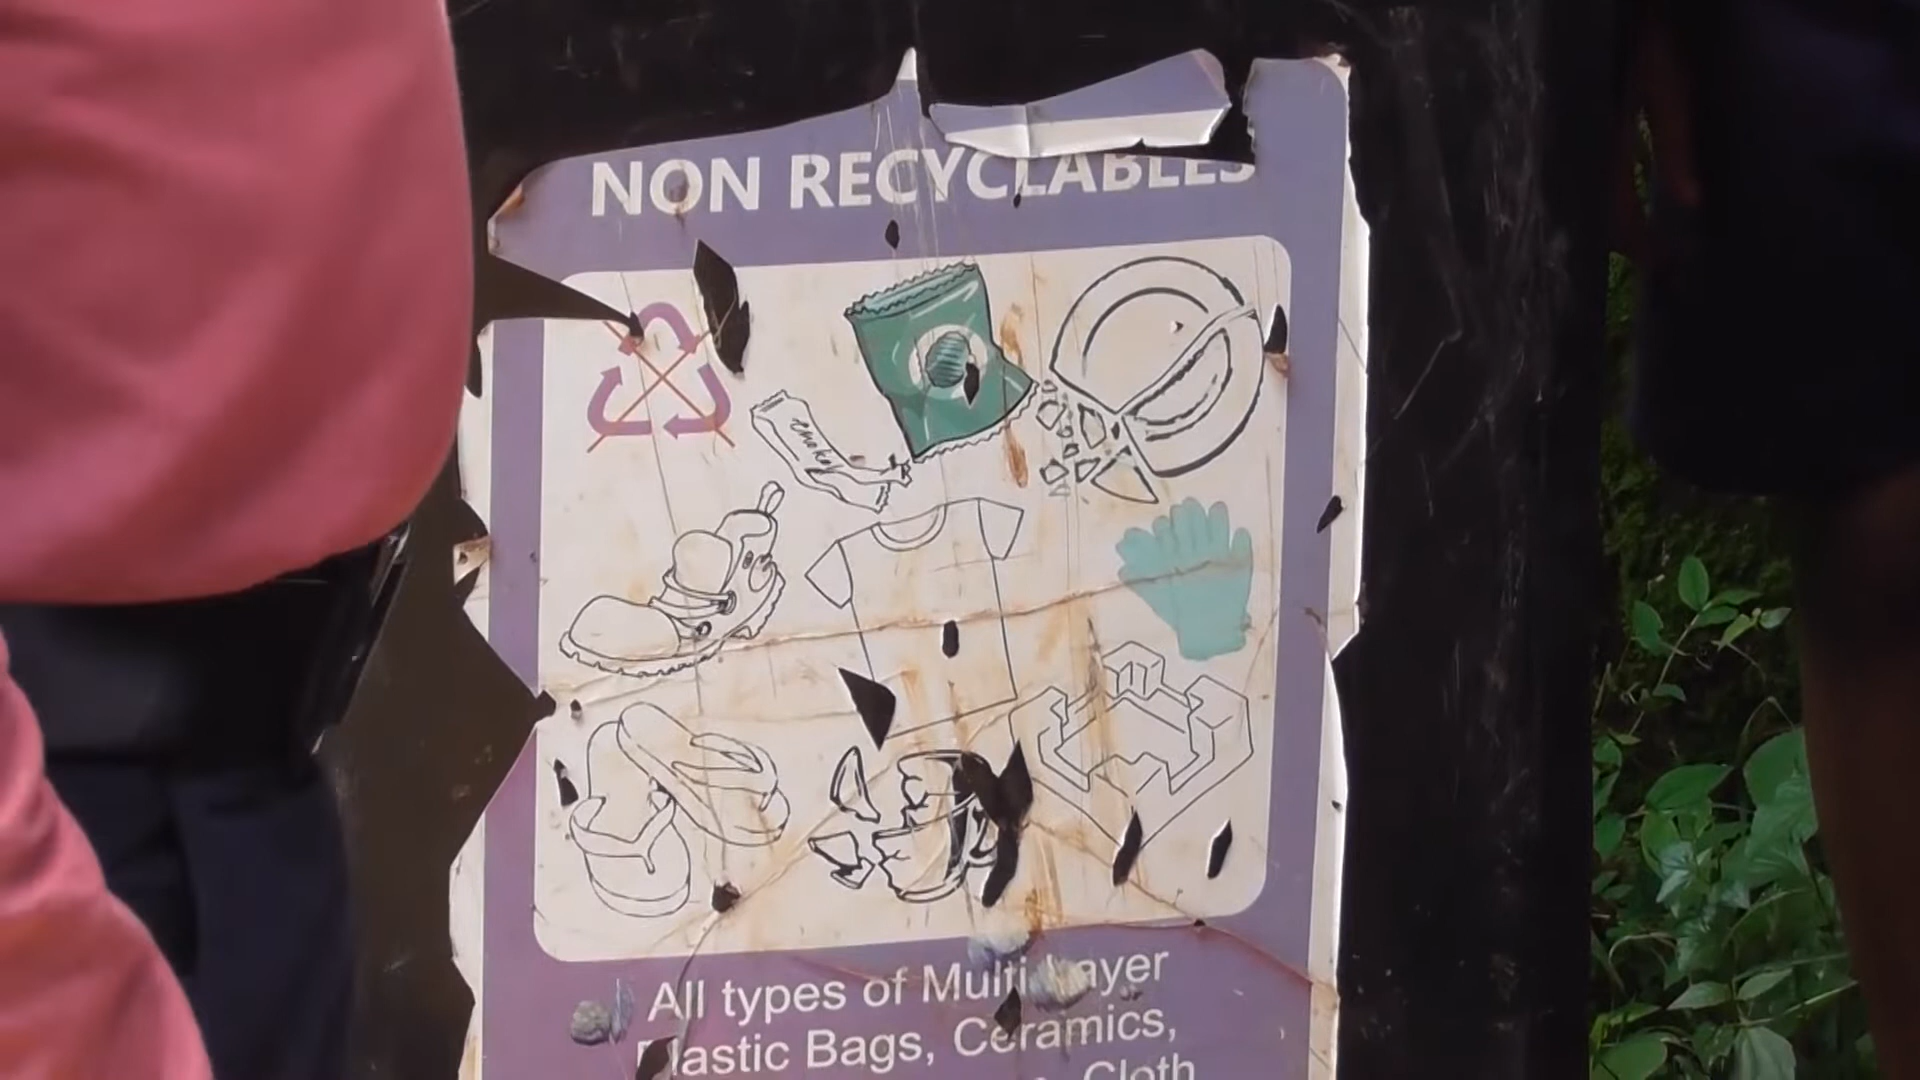 NON RECYCLABLES
All types of Multi Layer
Plastic Bags, Ceramics,
Cloth